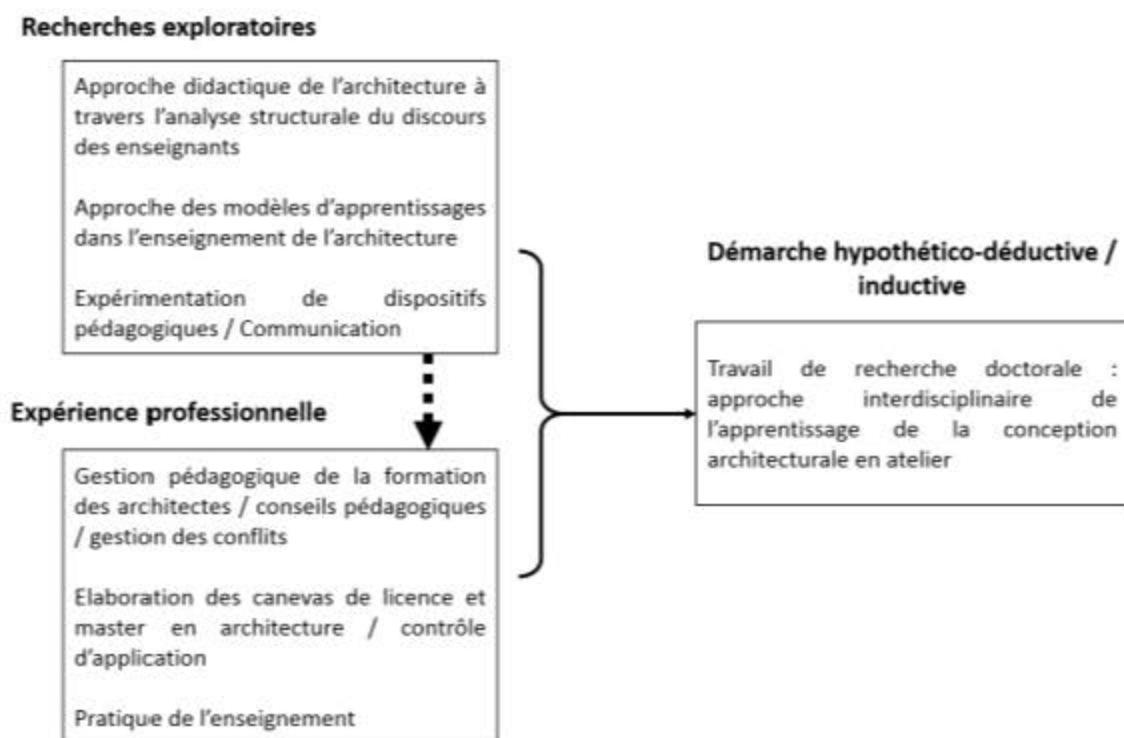 Recherches exploratoires
Approche didactique de l'architecture à
travers l'analyse structurale du discours
des enseignants
Approche des modèles d'apprentissages
dans l'enseignement de l'architecture
Expérimentation de dispositifs
pédagogiques / Communication
Expérience professionnelle
Gestion pédagogique de la formation
des architectes / conseils pédagogiques
/ gestion des conflits
Elaboration des canevas de licence et
master en architecture / contrôle
d'application
Pratique de l'enseignement
Démarche hypothético-déductive /
inductive
Travail de recherche doctorale :
approche interdisciplinaire de
l'apprentissage de la conception
architecturale en atelier